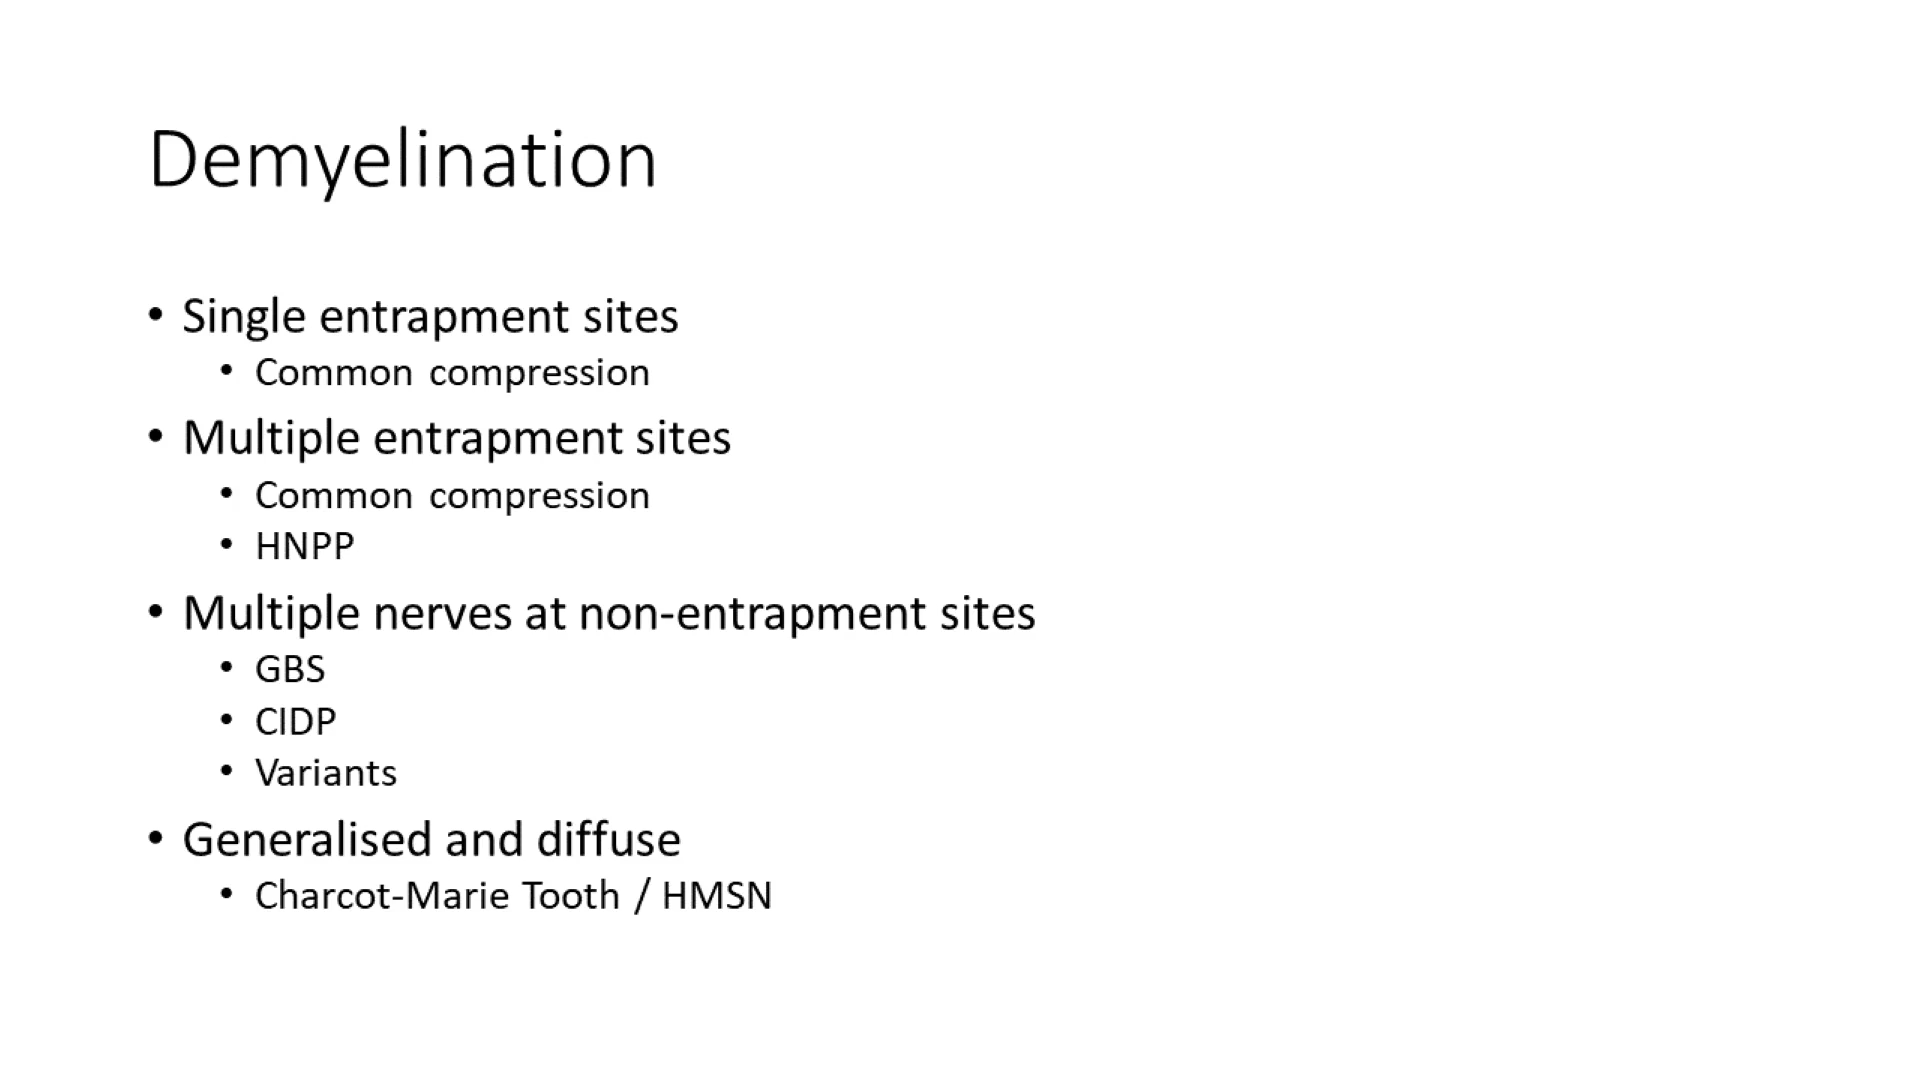 Demyelination
• Single entrapment sites
• Common compression
• Multiple entrapment sites
• Common compression
• HNPP
• Multiple nerves at non-entrapment sites
• GBS
• CIDP
• Variants
• Generalised and diffuse
• Charcot-Marie Tooth / HMSN